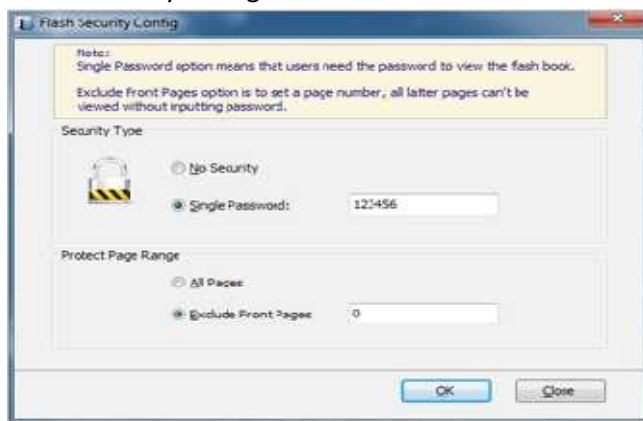 Flash Security Config
Note:
Single Password option means that users need the password to view the flash book.
Exclude Front Pages option is to set a page number, all latter pages can't be
viewed without inputting password.
Security Type
No Security
Single Password:
123456
Protect Page Range
All Pages
Exclude Front Pages
0
OK
Close